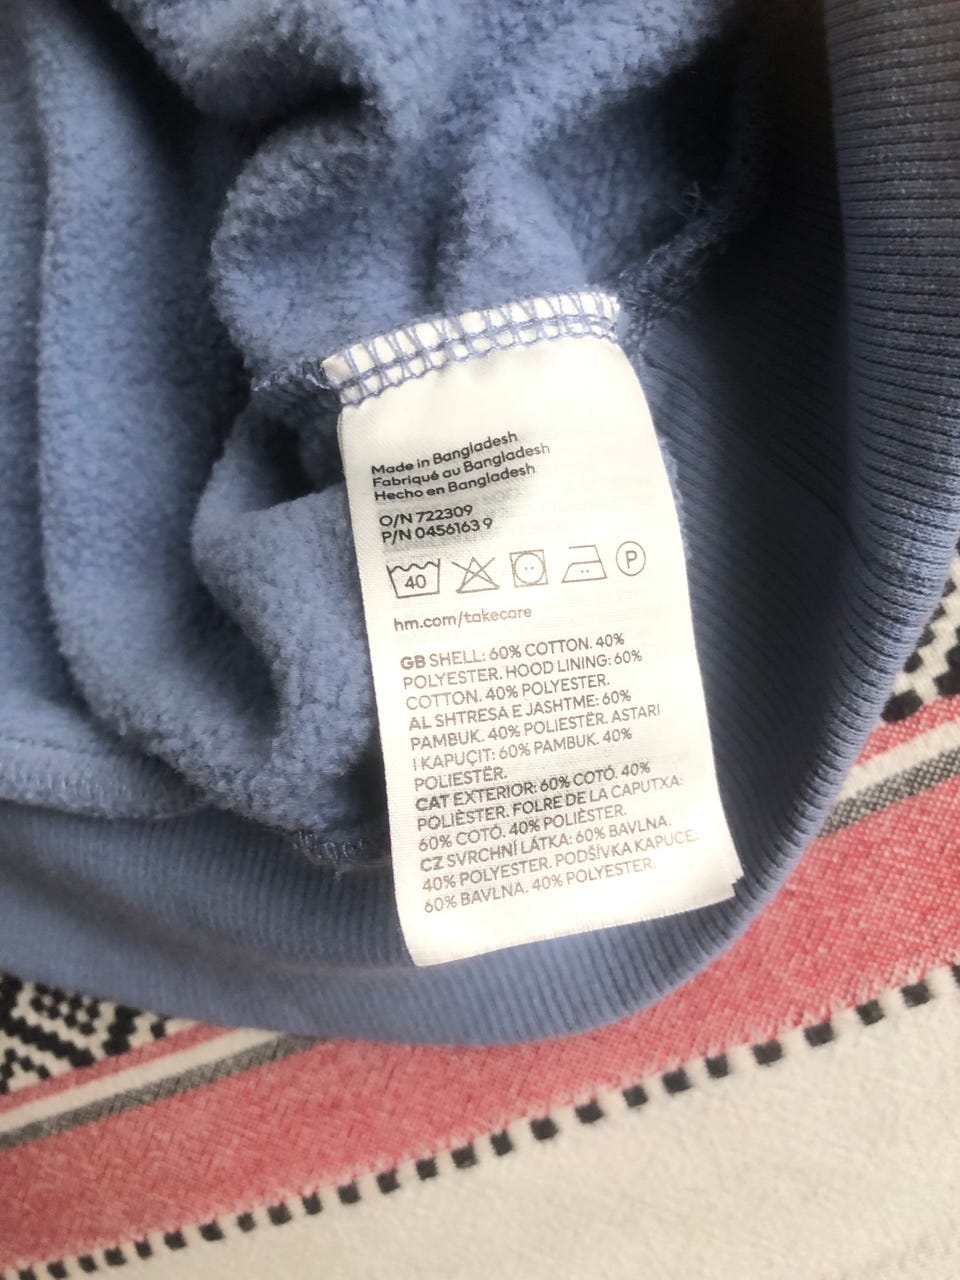 Made in Bangladesh
Fabriqué au Bangladesh
Hecho en Bangladesh
O/N 722309
P/N 0456163 9
40
P
hm.com/takecare
GB SHELL: 60% COTTON. 40%
POLYESTER. HOOD LINING: 60%
COTTON. 40% POLYESTER.
AL SHTRESA E JASHTME: 60%
PAMBUK. 40% POLIESTËR. ASTARI
I KAPUÇIT: 60% PAMBUK. 40%
POLIESTËR.
CAT EXTERIOR: 60% COTÓ. 40%
POLIÈSTER. FOLRE DE LA CAPUTXA:
60% COTÓ. 40% POLIÈSTER.
CZ SVRCHNÍ LÁTKA: 60% BAVLNA.
40% POLYESTER. PODŠÍVKA KAPUCE:
60% BAVLNA. 40% POLYESTER.